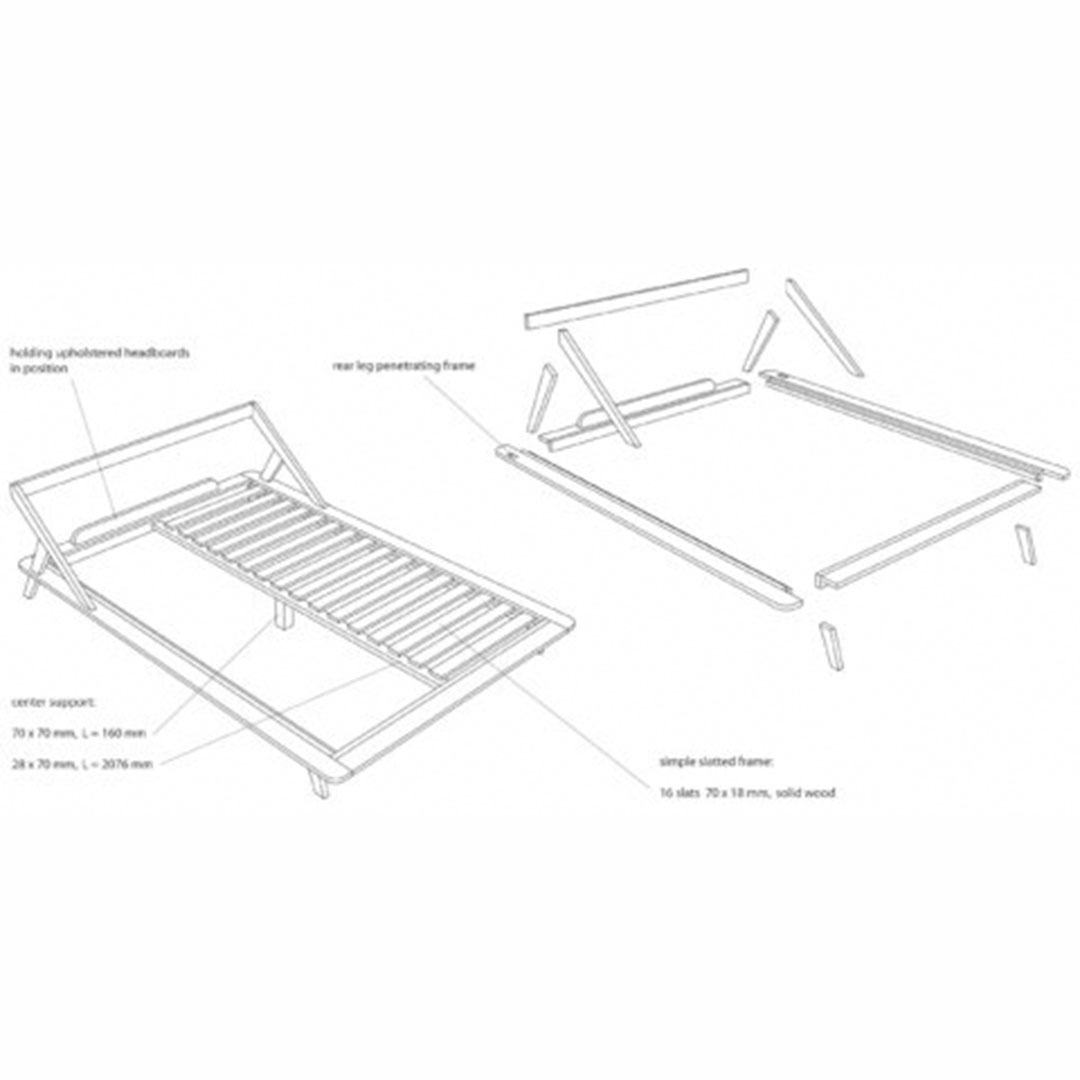 holding upholstered headboards
in position
rear leg penetrating frame
center support:
70 x 70 mm, L = 160 mm
28 x 70 mm, L = 2076 mm
simple slatted frame:
16 slats 70 x 18 mm, solid wood